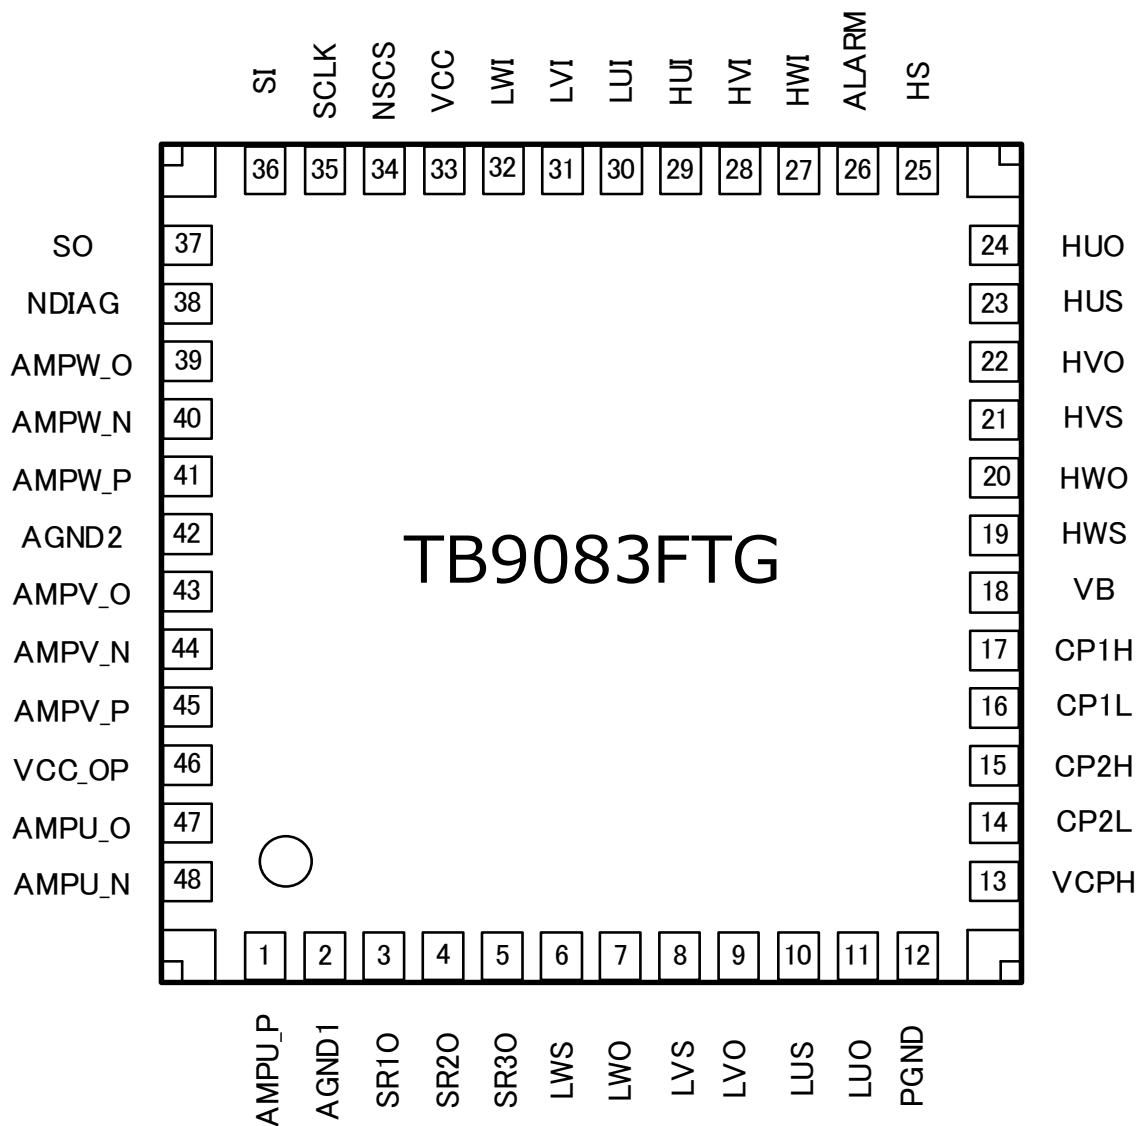 SI SCLK NSCS VCC LWI LVI LUI HUI HVI HWI ALARM HS
36 35 34 33 32 31 30 29 28 27 26 25
SO 37 24 HUO
NDIAG 38 23 HUS
AMPW_O 39 22 HVO
AMPW_N 40 21 HVS
AMPW_P 41 20 HWO
AGND2 42 19 HWS
TB9083FTG
AMPV_O 43 18 VB
AMPV_N 44 17 CP1H
AMPV_P 45 16 CP1L
VCC_OP 46 15 CP2H
AMPU_O 47 14 CP2L
AMPU_N 48 13 VCPH
1 2 3 4 5 6 7 8 9 10 11 12
AMPU_P AGND1 SR1O SR2O SR3O LWS LWO LVS LVO LUS LUO PGND